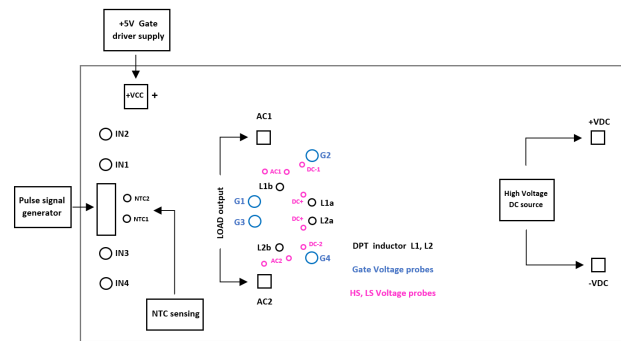 +5V Gate
driver supply
+VCC +
AC1
+VDC
IN2
G2
IN1
AC1
DC-1
L1b
Pulse signal
generator
NTC2
NTC1
LOAD output
G1
G3
DC+
L1a
DC+
L2a
High Voltage
DC source
IN3
L2b
DC-2
AC2
G4
DPT inductor L1, L2
Gate Voltage probes
HS, LS Voltage probes
IN4
AC2
-VDC
NTC sensing